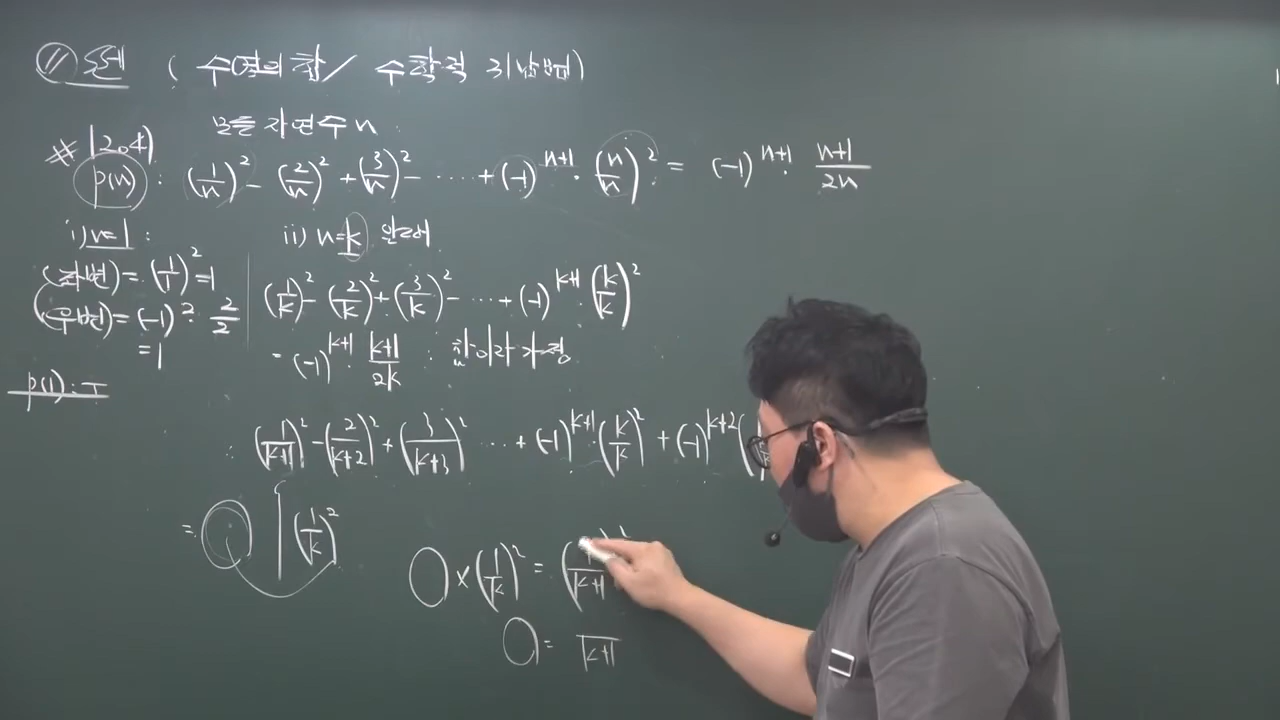 (수열의 합/ 수학적 귀납법)
모든 자연수 n
# 1204)
p(n) : (1/n)² - (2/n)² + (3/n)² - ····· + (-1)ⁿ⁺¹ · (n/n)² = (-1)ⁿ⁺¹ · (n+1)/2n
i) n=1 :
(좌변) = (1/1)² = 1
(우변) = (-1)² · 2/2
= 1
p(1) : T
ii) n=k 일 때
(1/k)² - (2/k)² + (3/k)² - ··· + (-1)ᵏ⁺¹ · (k/k)²
= (-1)ᵏ⁺¹ · (k+1)/2k : 참이라 가정
(1/(k+1))² - (2/(k+2))² + (3/(k+3))² ··· + (-1)ᵏ⁺¹ (k/k)² + (-1)ᵏ⁺² (
= ○ (1/k)²
○ × (1/k)² = (1/(k+1))²
○ = /(k+1)